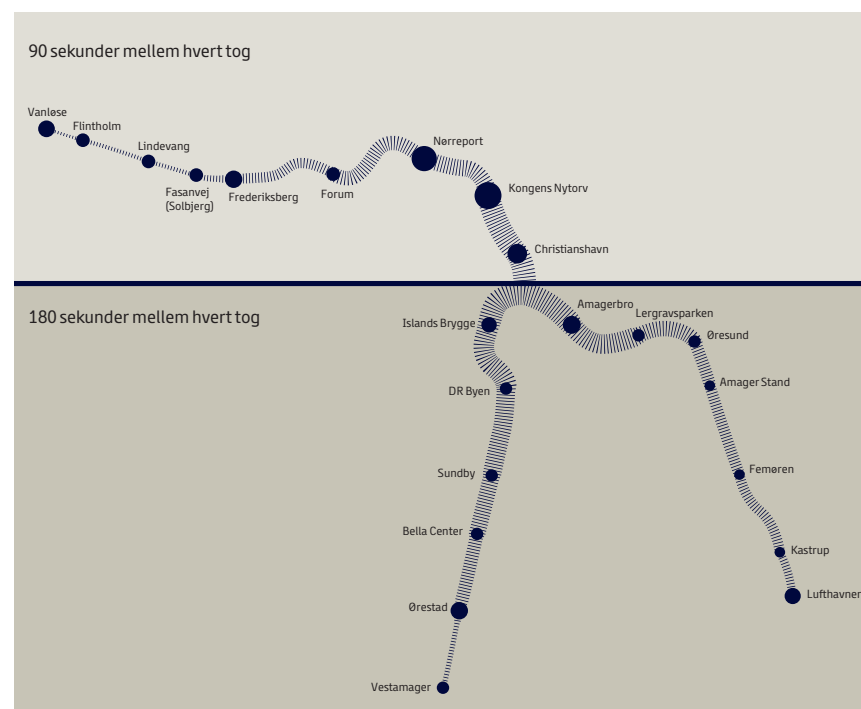 90 sekunder mellem hvert tog
Vanløse
Flintholm
Lindevang
Fasanvej
(Solbjerg)
Frederiksberg
Forum
Nørreport
Kongens Nytorv
Christianshavn
180 sekunder mellem hvert tog
Islands Brygge
Amagerbro
Lergravsparken
Øresund
DR Byen
Amager Stand
Sundby
Femøren
Bella Center
Kastrup
Ørestad
Lufthavnen
Vestamager